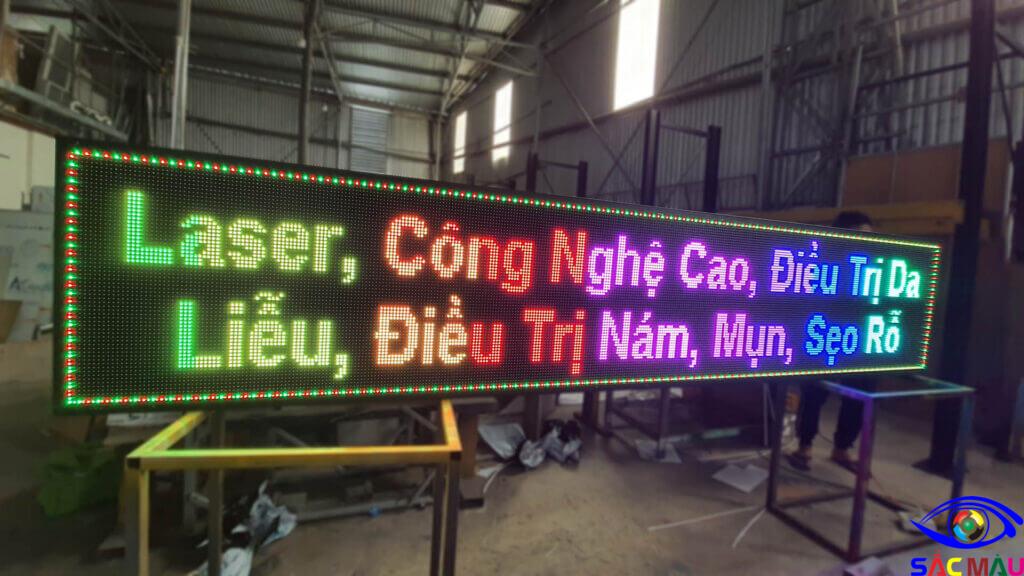 Laser, Công Nghệ Cao, Điều Trị Da
Liễu, Điều Trị Nám, Mụn, Sẹo Rỗ
SẮC MÀU